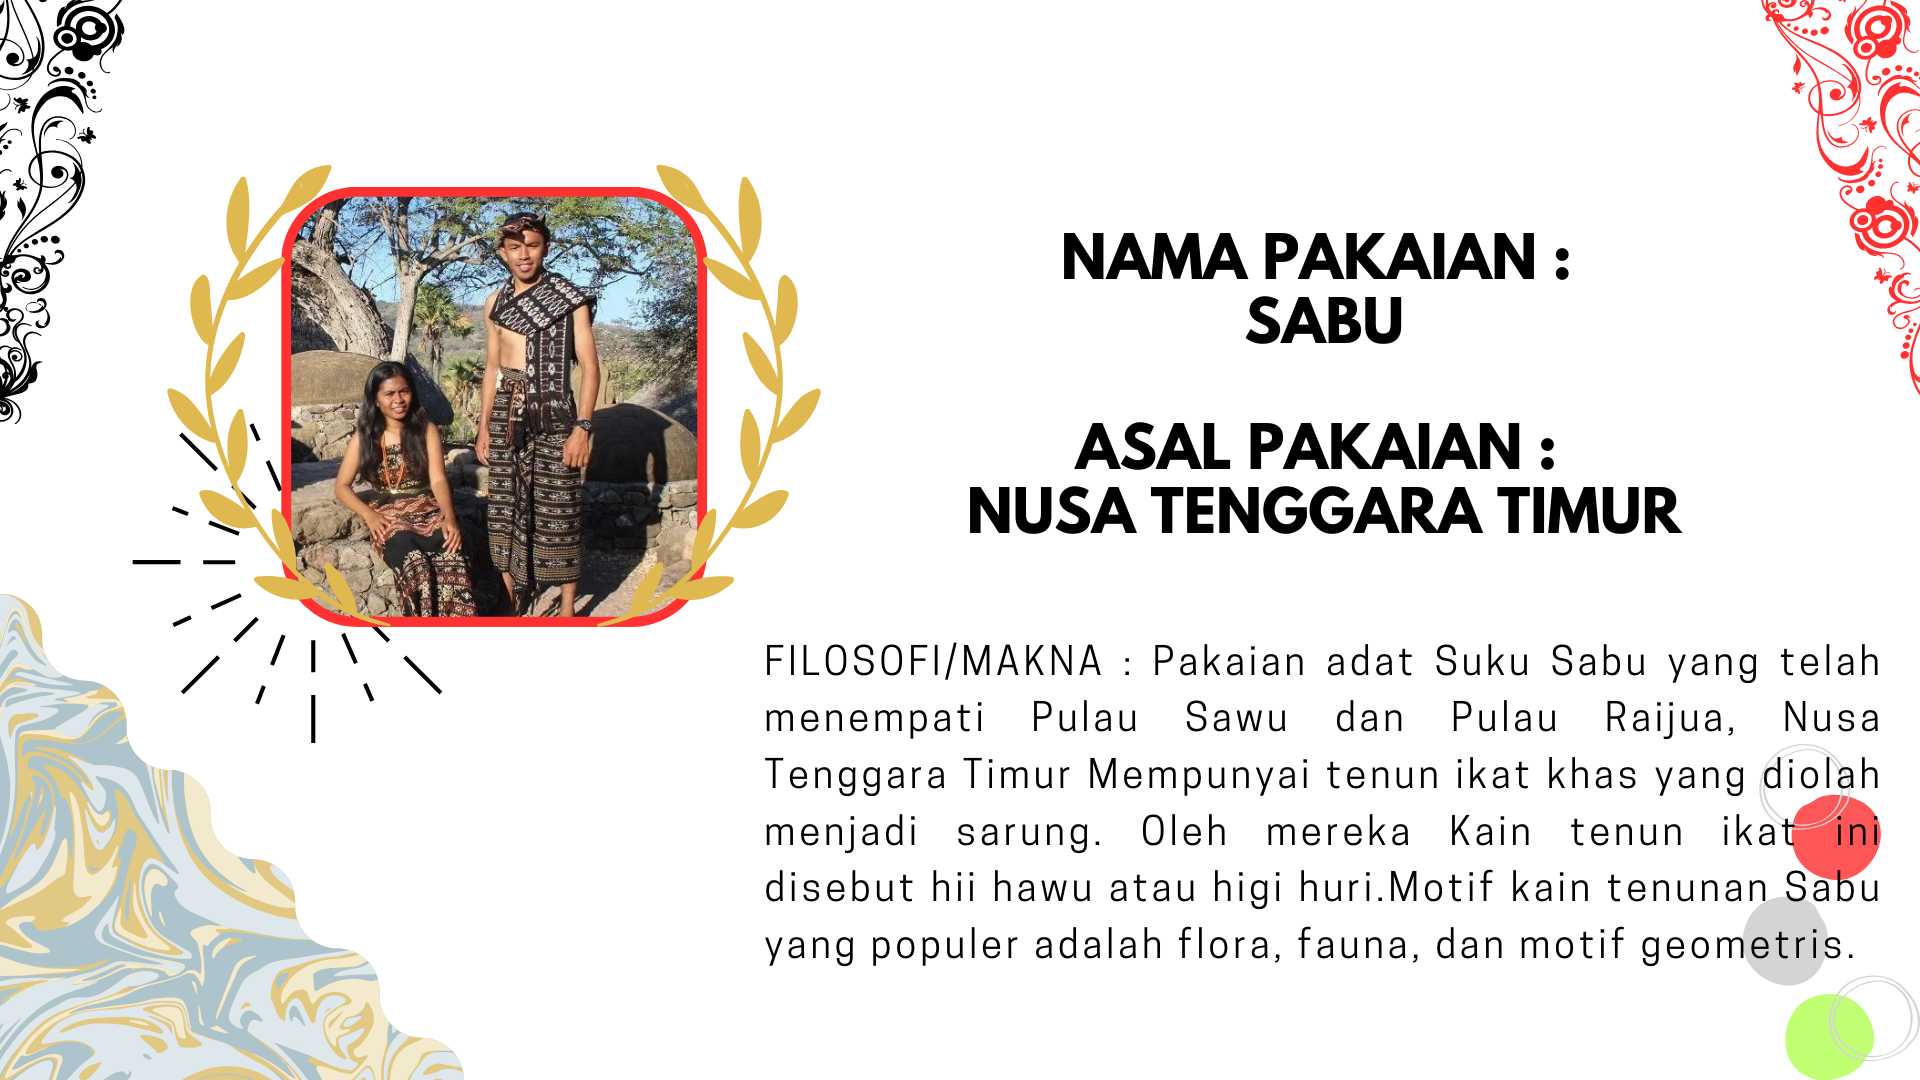 NAMA PAKAIAN :
SABU
ASAL PAKAIAN :
NUSA TENGGARA TIMUR
FILOSOFI/MAKNA : Pakaian adat Suku Sabu yang telah
menempati Pulau Sawu dan Pulau Raijua, Nusa
Tenggara Timur Mempunyai tenun ikat khas yang diolah
menjadi sarung. Oleh mereka Kain tenun ikat ini
disebut hii hawu atau higi huri.Motif kain tenunan Sabu
yang populer adalah flora, fauna, dan motif geometris.